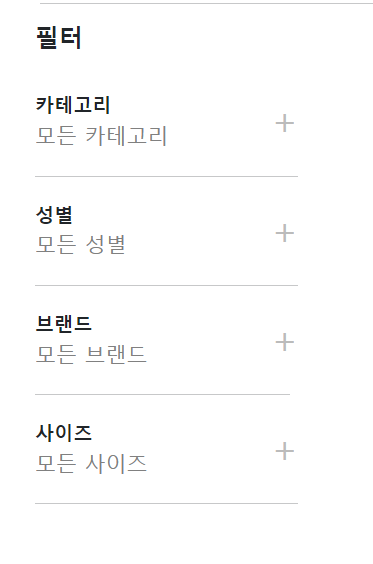 필터
카테고리
모든 카테고리
+
성별
모든 성별
+
브랜드
모든 브랜드
+
사이즈
모든 사이즈
+